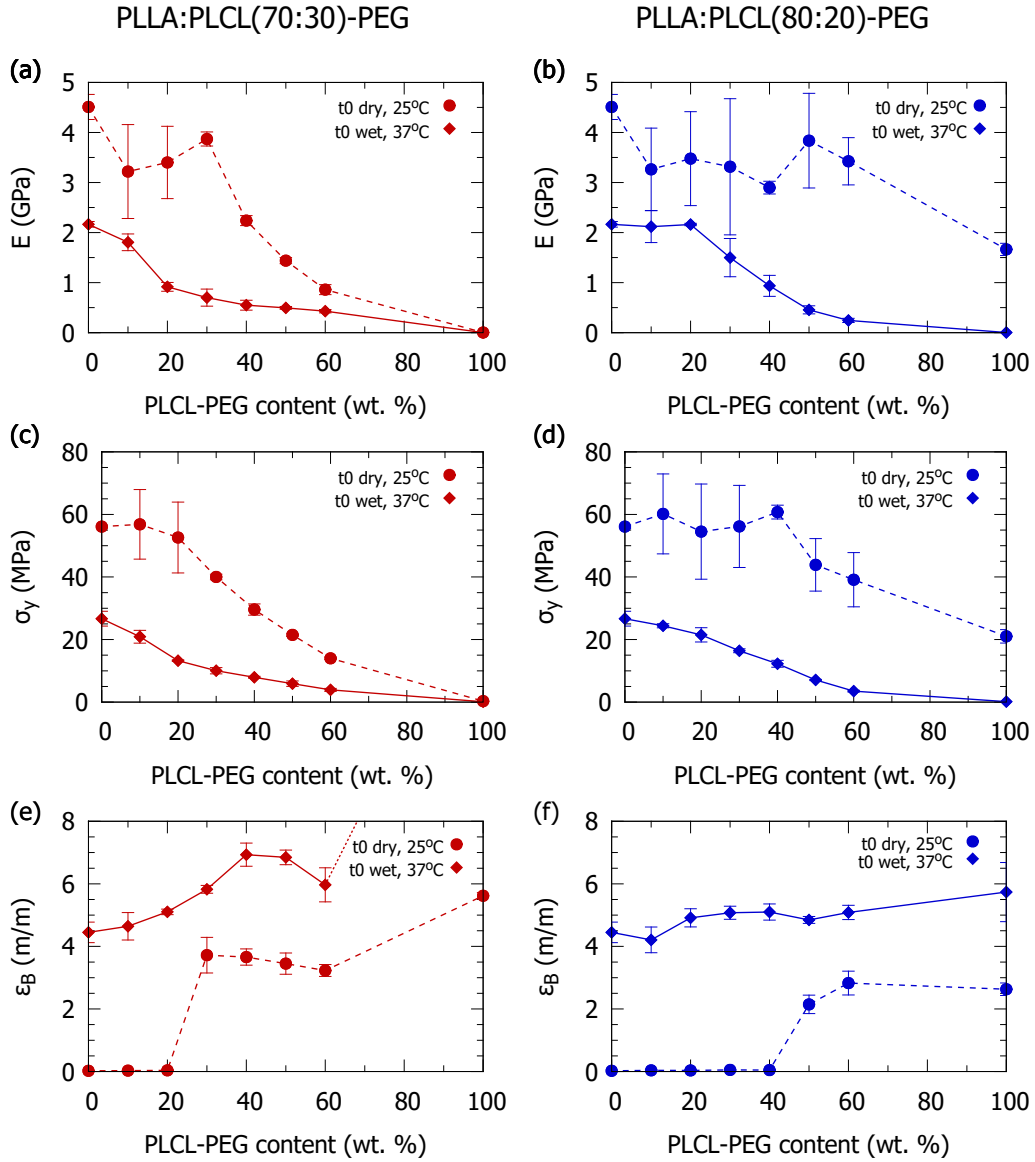 PLLA:PLCL(70:30)-PEG
PLLA:PLCL(80:20)-PEG
(a)
5
4
3
2
1
0
E (GPa)
t0 dry, 25°C
t0 wet, 37°C
0 20 40 60 80 100
PLCL-PEG content (wt. %)
(b)
5
4
3
2
1
0
E (GPa)
t0 dry, 25°C
t0 wet, 37°C
0 20 40 60 80 100
PLCL-PEG content (wt. %)
(c)
80
60
40
20
0
σy (MPa)
t0 dry, 25°C
t0 wet, 37°C
0 20 40 60 80 100
PLCL-PEG content (wt. %)
(d)
80
60
40
20
0
σy (MPa)
t0 dry, 25°C
t0 wet, 37°C
0 20 40 60 80 100
PLCL-PEG content (wt. %)
(e)
8
6
4
2
0
εB (m/m)
t0 dry, 25°C
t0 wet, 37°C
0 20 40 60 80 100
PLCL-PEG content (wt. %)
(f)
8
6
4
2
0
εB (m/m)
t0 dry, 25°C
t0 wet, 37°C
0 20 40 60 80 100
PLCL-PEG content (wt. %)